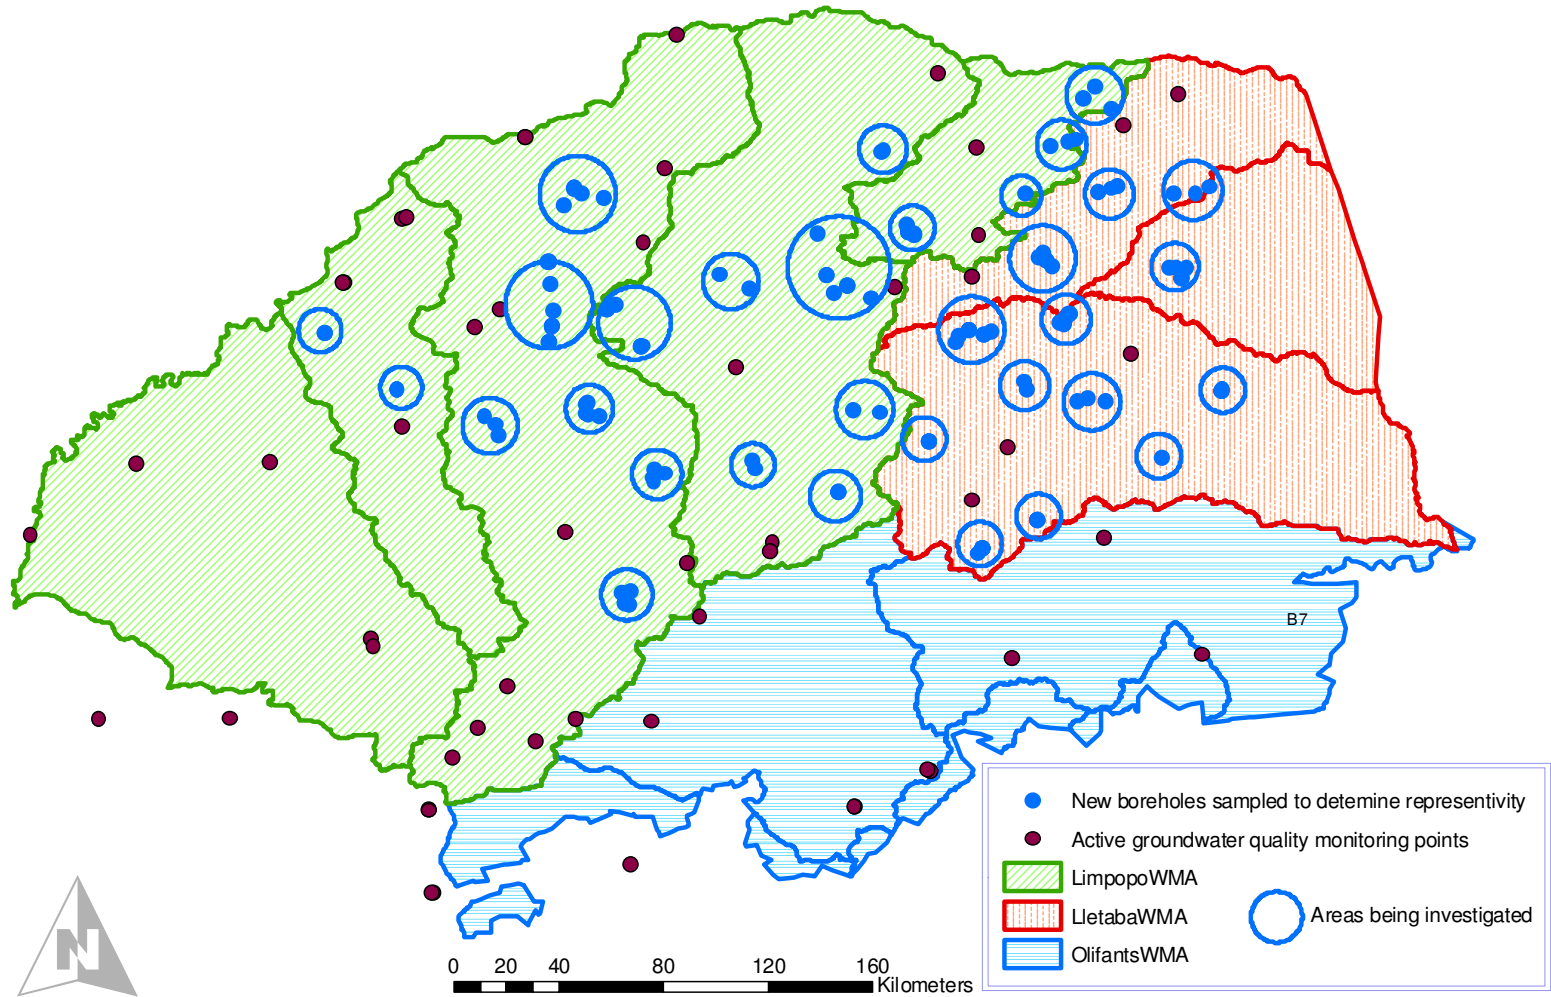 B7
New boreholes sampled to detemine representivity
Active groundwater quality monitoring points
LimpopoWMA
LletabaWMA
OlifantsWMA
Areas being investigated
N
0 20 40 80 120 160
Kilometers